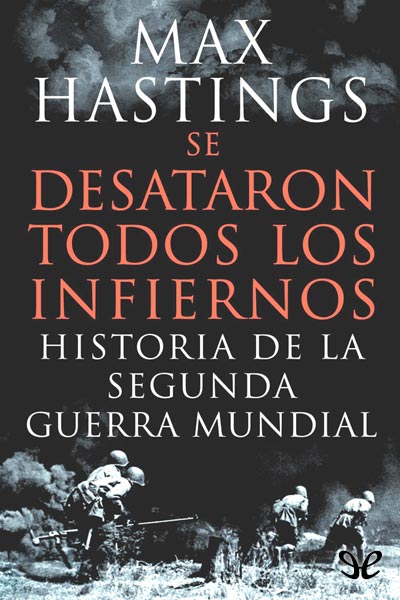 MAX
HASTINGS
SE
DESATARON
TODOS LOS
INFIERNOS
HISTORIA DE LA
SEGUNDA
GUERRA MUNDIAL